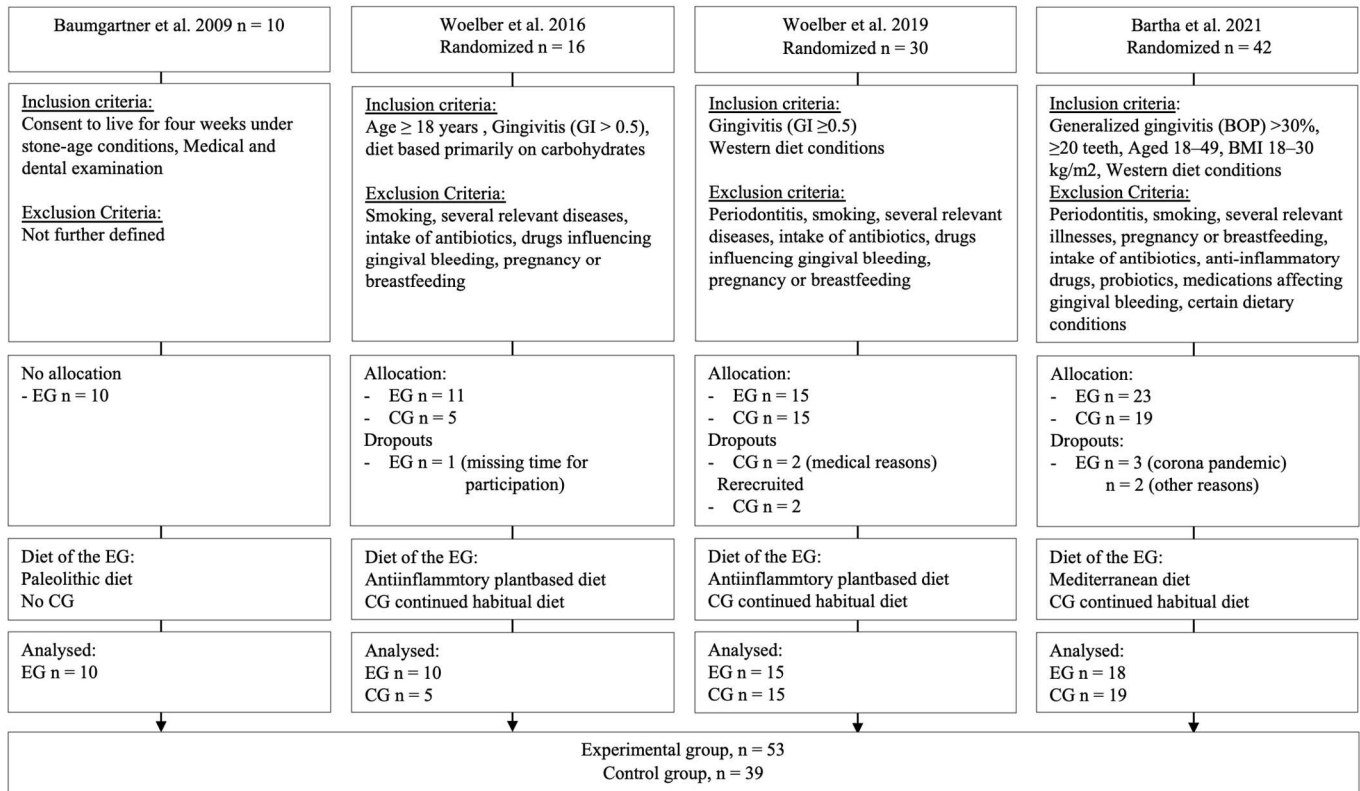 Baumgartner et al. 2009 n = 10
Inclusion criteria:
Consent to live for four weeks under
stone-age conditions, Medical and
dental examination
Exclusion Criteria:
Not further defined
No allocation
- EG n = 10
Diet of the EG:
Paleolithic diet
No CG
Analysed:
EG n = 10
Woelber et al. 2016
Randomized n = 16
Inclusion criteria:
Age ≥ 18 years , Gingivitis (GI > 0.5),
diet based primarily on carbohydrates
Exclusion Criteria:
Smoking, several relevant diseases,
intake of antibiotics, drugs influencing
gingival bleeding, pregnancy or
breastfeeding
Allocation:
- EG n = 11
- CG n = 5
Dropouts
- EG n = 1 (missing time for
participation)
Diet of the EG:
Antiinflammtory plantbased diet
CG continued habitual diet
Analysed:
EG n = 10
CG n = 5
Woelber et al. 2019
Randomized n = 30
Inclusion criteria:
Gingivitis (GI ≥0.5)
Western diet conditions
Exclusion criteria:
Periodontitis, smoking, several relevant
diseases, intake of antibiotics, drugs
influencing gingival bleeding,
pregnancy or breastfeeding
Allocation:
- EG n = 15
- CG n = 15
Dropouts
- CG n = 2 (medical reasons)
Rerecruited
- CG n = 2
Diet of the EG:
Antiinflammtory plantbased diet
CG continued habitual diet
Analysed:
EG n = 15
CG n = 15
Bartha et al. 2021
Randomized n = 42
Inclusion criteria:
Generalized gingivitis (BOP) >30%,
≥20 teeth, Aged 18–49, BMI 18–30
kg/m2, Western diet conditions
Exclusion Criteria:
Periodontitis, smoking, several relevant
illnesses, pregnancy or breastfeeding,
intake of antibiotics, anti-inflammatory
drugs, probiotics, medications affecting
gingival bleeding, certain dietary
conditions
Allocation:
- EG n = 23
- CG n = 19
Dropouts:
- EG n = 3 (corona pandemic)
n = 2 (other reasons)
Diet of the EG:
Mediterranean diet
CG continued habitual diet
Analysed:
EG n = 18
CG n = 19
Experimental group, n = 53
Control group, n = 39